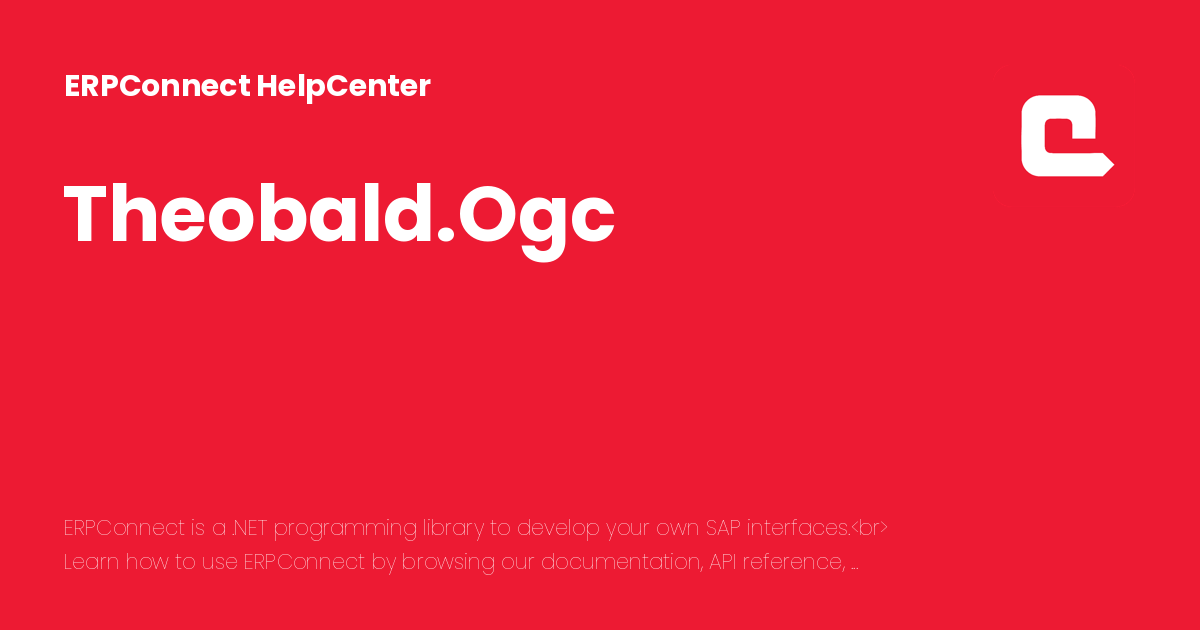 ERPConnect HelpCenter
Theobald.Ogc
ERPConnect is a .NET programming library to develop your own SAP interfaces.<br>
Learn how to use ERPConnect by browsing our documentation, API reference, ...